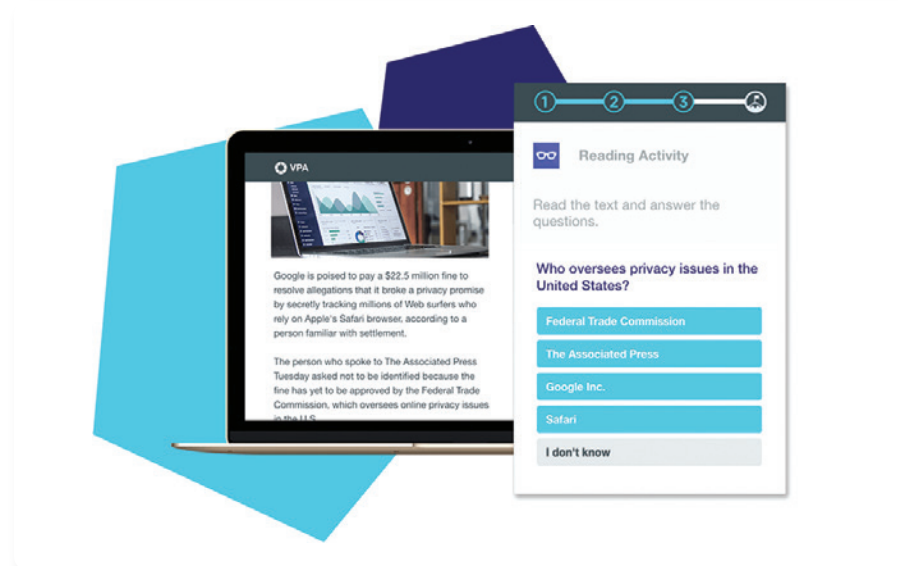 VPA
Google is poised to pay a $22.5 million fine to
resolve allegations that it broke a privacy promise
by secretly tracking millions of Web surfers who
rely on Apple's Safari browser, according to a
person familiar with settlement.
The person who spoke to The Associated Press
Tuesday asked not to be identified because the
fine has yet to be approved by the Federal Trade
Commission, which oversees online privacy issues
in the U.S
1 2 3
Reading Activity
Read the text and answer the
questions.
Who oversees privacy issues in the
United States?
Federal Trade Commission
The Associated Press
Google Inc.
Safari
I don't know